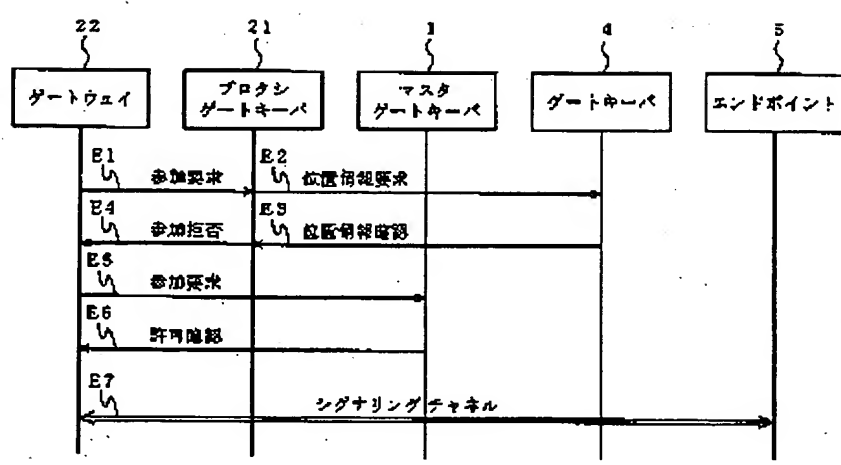 22 21 1 4 5
ゲートウェイ
プロクシ
ゲートキーパ
マスタ
ゲートキーパ
ゲートキーパ
エンドポイント
E1 参加要求
E2 位置情報要求
E4 参加拒否
E3 位置情報確認
E5 参加要求
E6 許可確認
E7 シグナリングチャネル